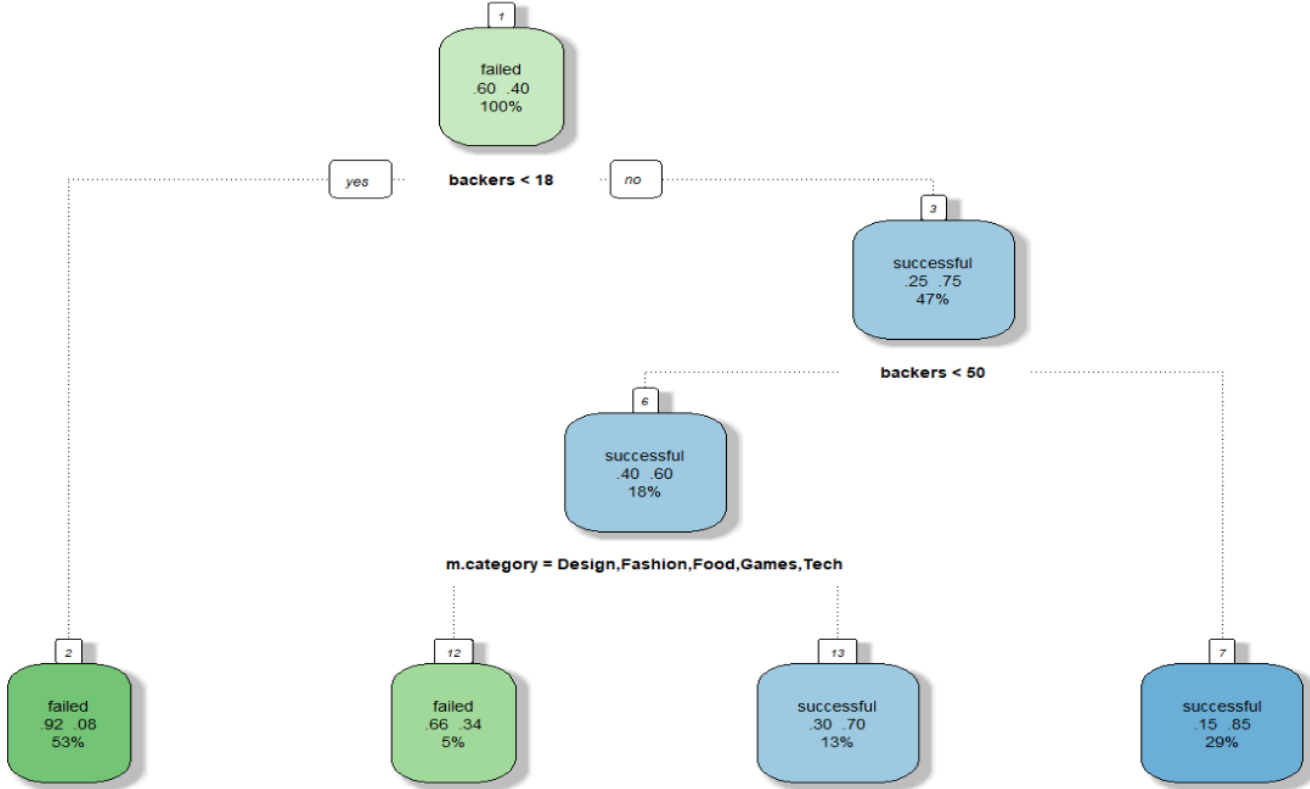 1
failed
.60 .40
100%
yes
backers < 18
no
3
successful
.25 .75
47%
backers < 50
6
successful
.40 .60
18%
m.category = Design,Fashion,Food,Games,Tech
2
failed
.92 .08
53%
12
failed
.66 .34
5%
13
successful
.30 .70
13%
7
successful
.15 .85
29%